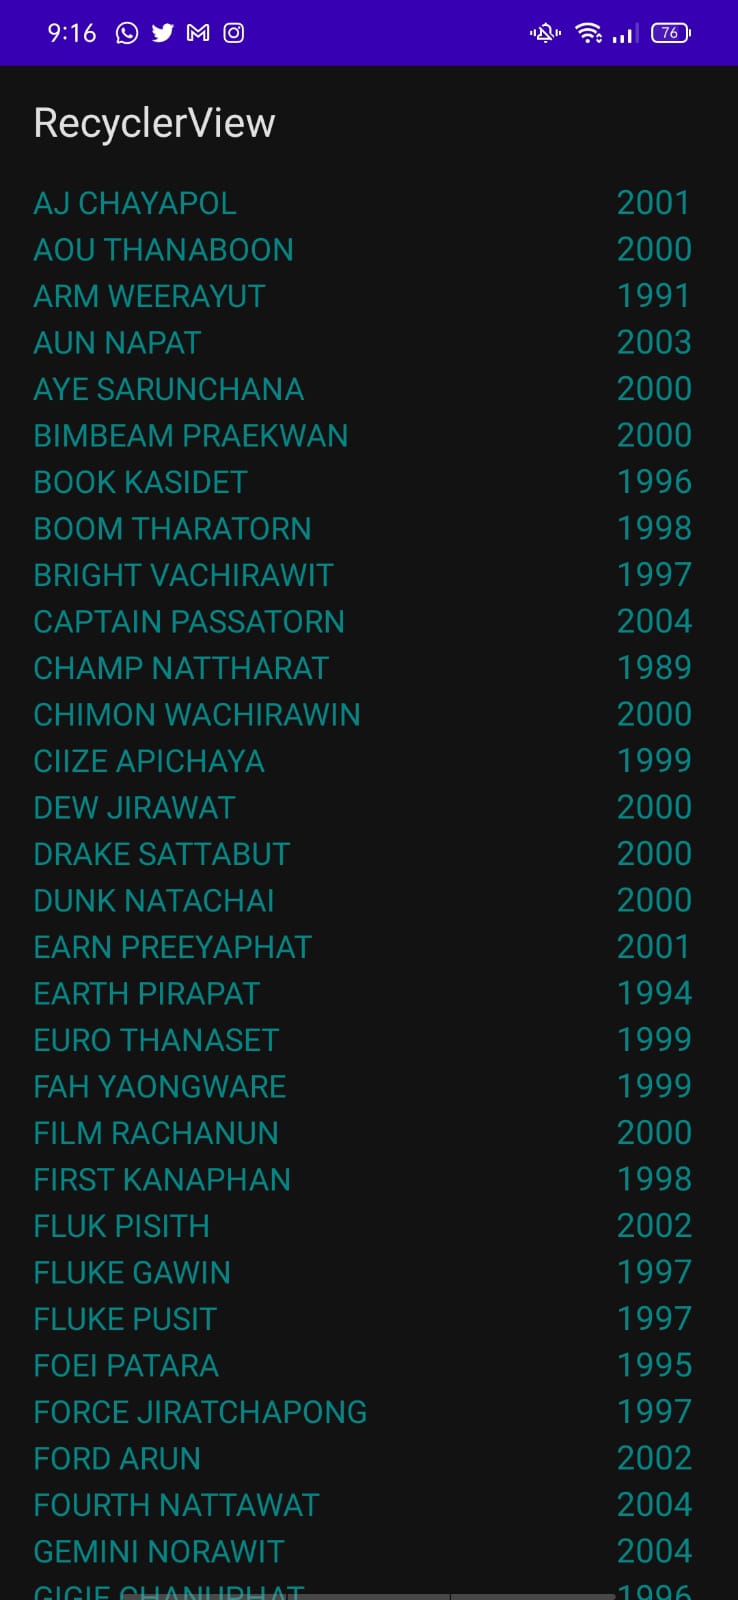 9:16 76
RecyclerView
AJ CHAYAPOL 2001
AOU THANABOON 2000
ARM WEERAYUT 1991
AUN NAPAT 2003
AYE SARUNCHANA 2000
BIMBEAM PRAEKWAN 2000
BOOK KASIDET 1996
BOOM THARATORN 1998
BRIGHT VACHIRAWIT 1997
CAPTAIN PASSATORN 2004
CHAMP NATTHARAT 1989
CHIMON WACHIRAWIN 2000
CIIZE APICHAYA 1999
DEW JIRAWAT 2000
DRAKE SATTABUT 2000
DUNK NATACHAI 2000
EARN PREEYAPHAT 2001
EARTH PIRAPAT 1994
EURO THANASET 1999
FAH YAONGWARE 1999
FILM RACHANUN 2000
FIRST KANAPHAN 1998
FLUK PISITH 2002
FLUKE GAWIN 1997
FLUKE PUSIT 1997
FOEI PATARA 1995
FORCE JIRATCHAPONG 1997
FORD ARUN 2002
FOURTH NATTAWAT 2004
GEMINI NORAWIT 2004
GIGIE CHANUPHAT 1996